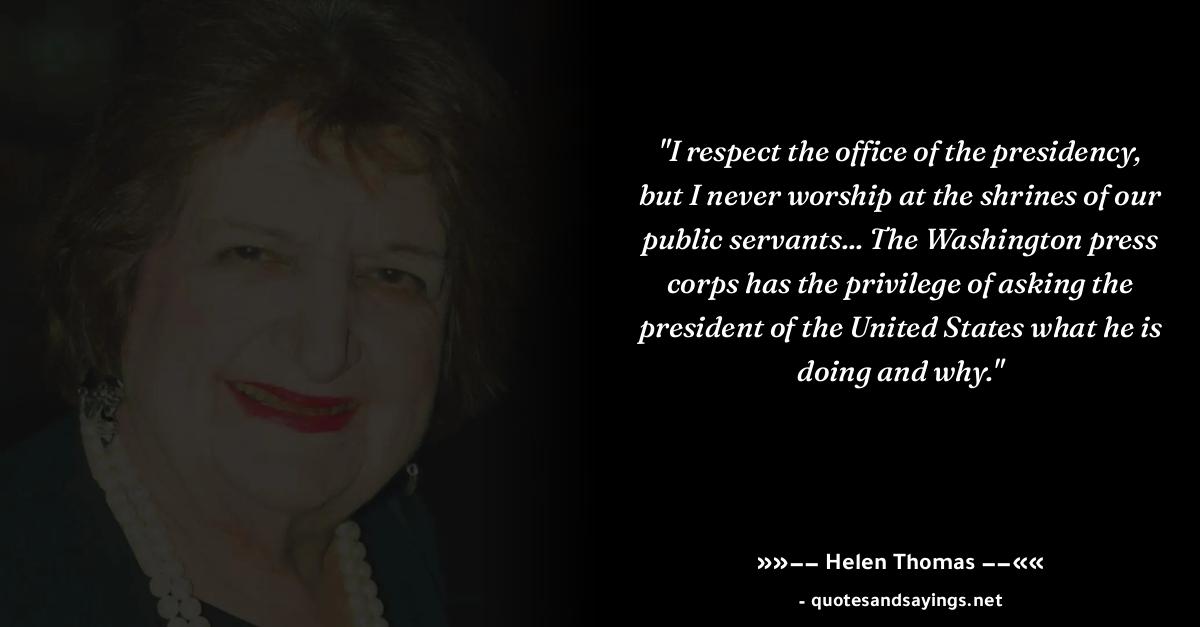 "I respect the office of the presidency,
but I never worship at the shrines of our
public servants... The Washington press
corps has the privilege of asking the
president of the United States what he is
doing and why."
»»−− Helen Thomas −−««
- quotesandsayings.net